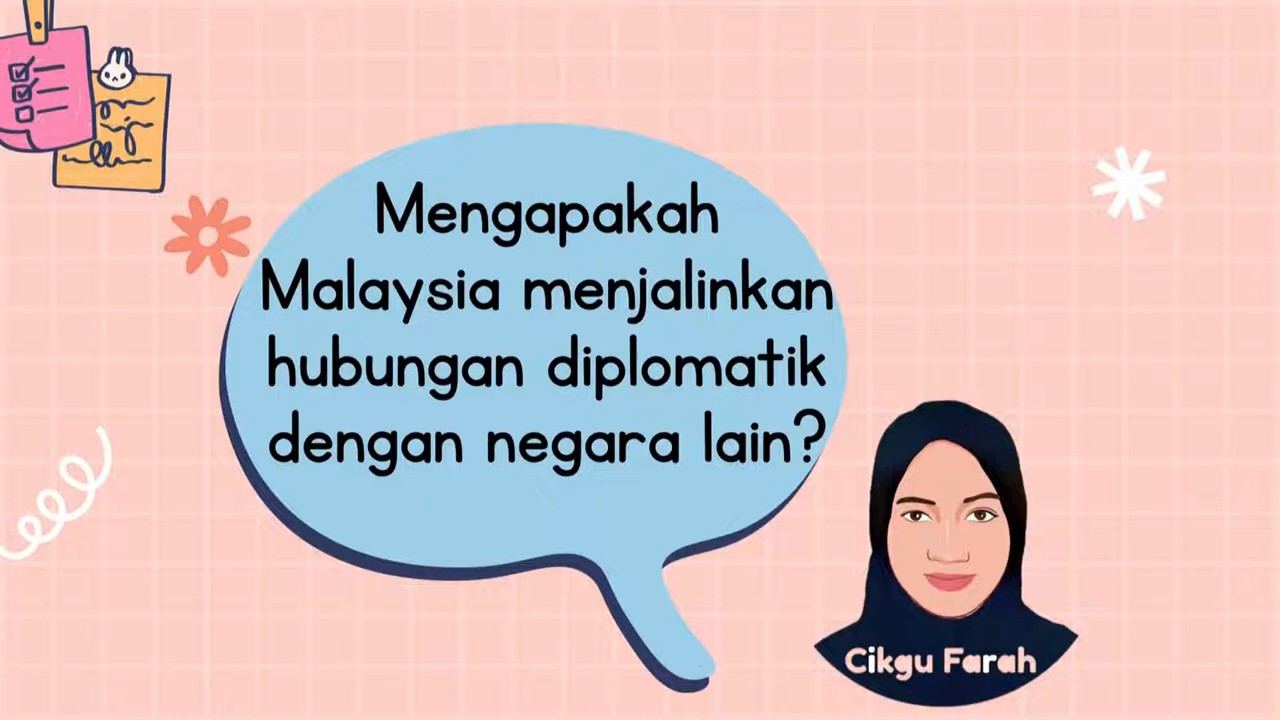 Mengapakah
Malaysia menjalinkan
hubungan diplomatik
dengan negara lain?
Cikgu Farah